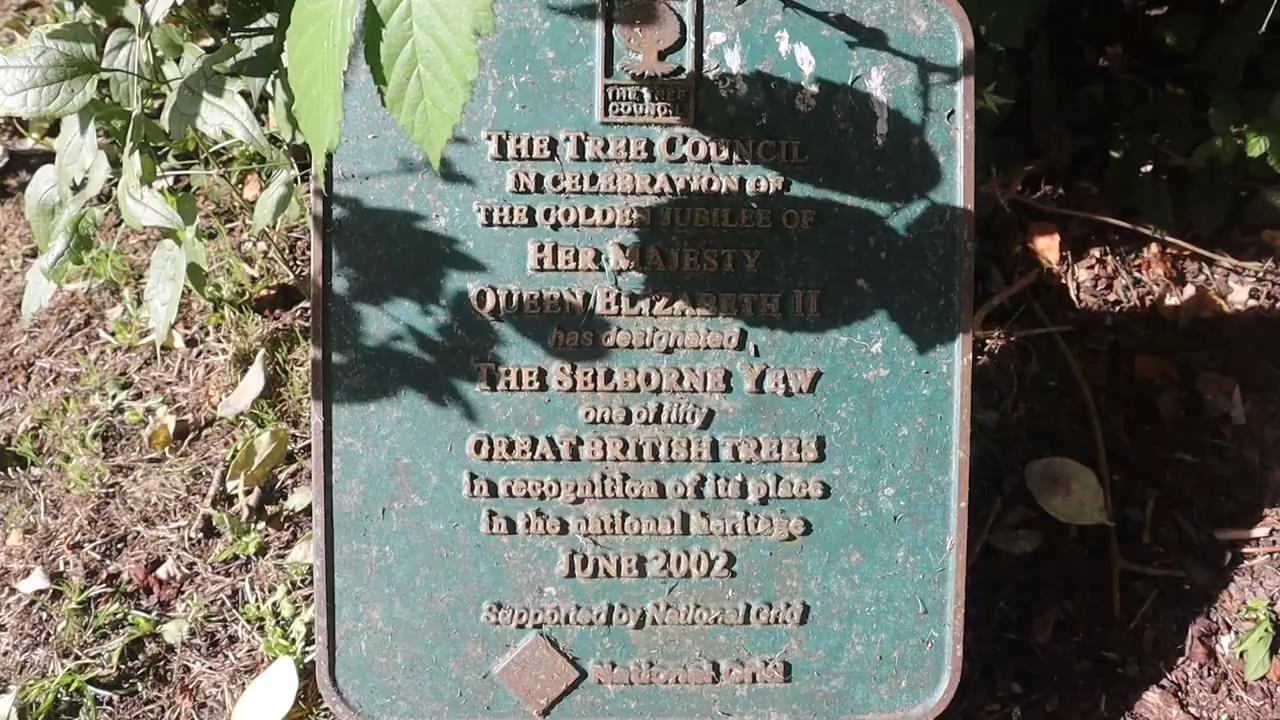 THE TREE
COUNCIL
THE TREE COUNCIL
IN CELEBRATION OF
THE GOLDEN JUBILEE OF
HER MAJESTY
QUEEN ELIZABETH II
has designated
THE SELBORNE YEW
one of fifty
GREAT BRITISH TREES
in recognition of its place
in the national heritage
JUNE 2002
Supported by National Grid
National Grid